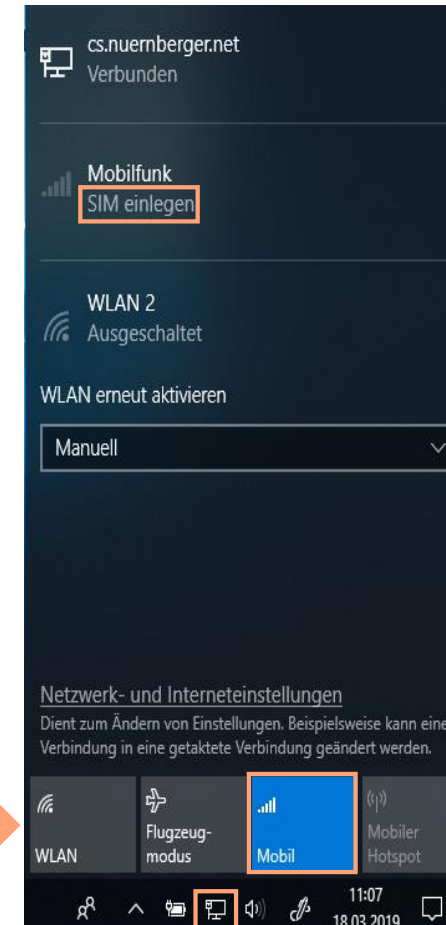 cs.nuernberger.net
Verbunden
Mobilfunk
SIM einlegen
WLAN 2
Ausgeschaltet
WLAN erneut aktivieren
Manuell
Netzwerk- und Interneteinstellungen
Dient zum Ändern von Einstellungen. Beispielsweise kann eine
Verbindung in eine getaktete Verbindung geändert werden.
WLAN
Flugzeug-
modus
Mobil
Mobiler
Hotspot
11:07
18.03.2019